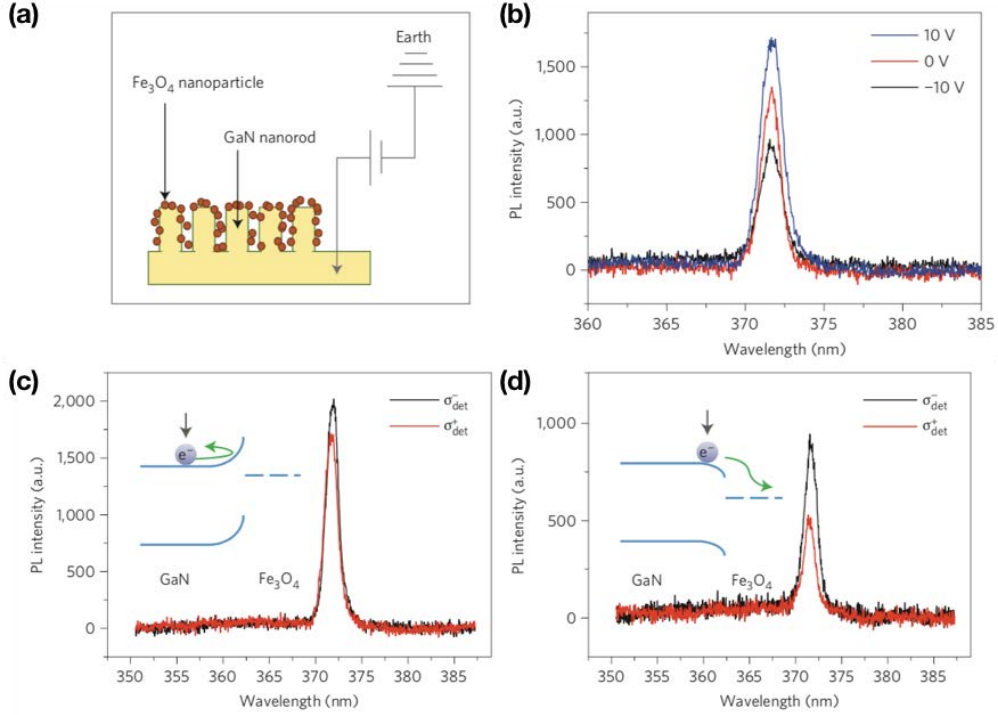 (a)
Earth
Fe₃O₄ nanoparticle
GaN nanorod
(b)
10 V
0 V
−10 V
1,500
1,000
500
0
PL intensity (a.u.)
360 365 370 375 380 385
Wavelength (nm)
(c)
σ⁻det
σ⁺det
2,000
1,500
1,000
500
0
PL intensity (a.u.)
e⁻
GaN Fe₃O₄
350 355 360 365 370 375 380 385
Wavelength (nm)
(d)
σ⁻det
σ⁺det
1,000
500
0
PL intensity (a.u.)
e⁻
GaN Fe₃O₄
350 355 360 365 370 375 380 385
Wavelength (nm)